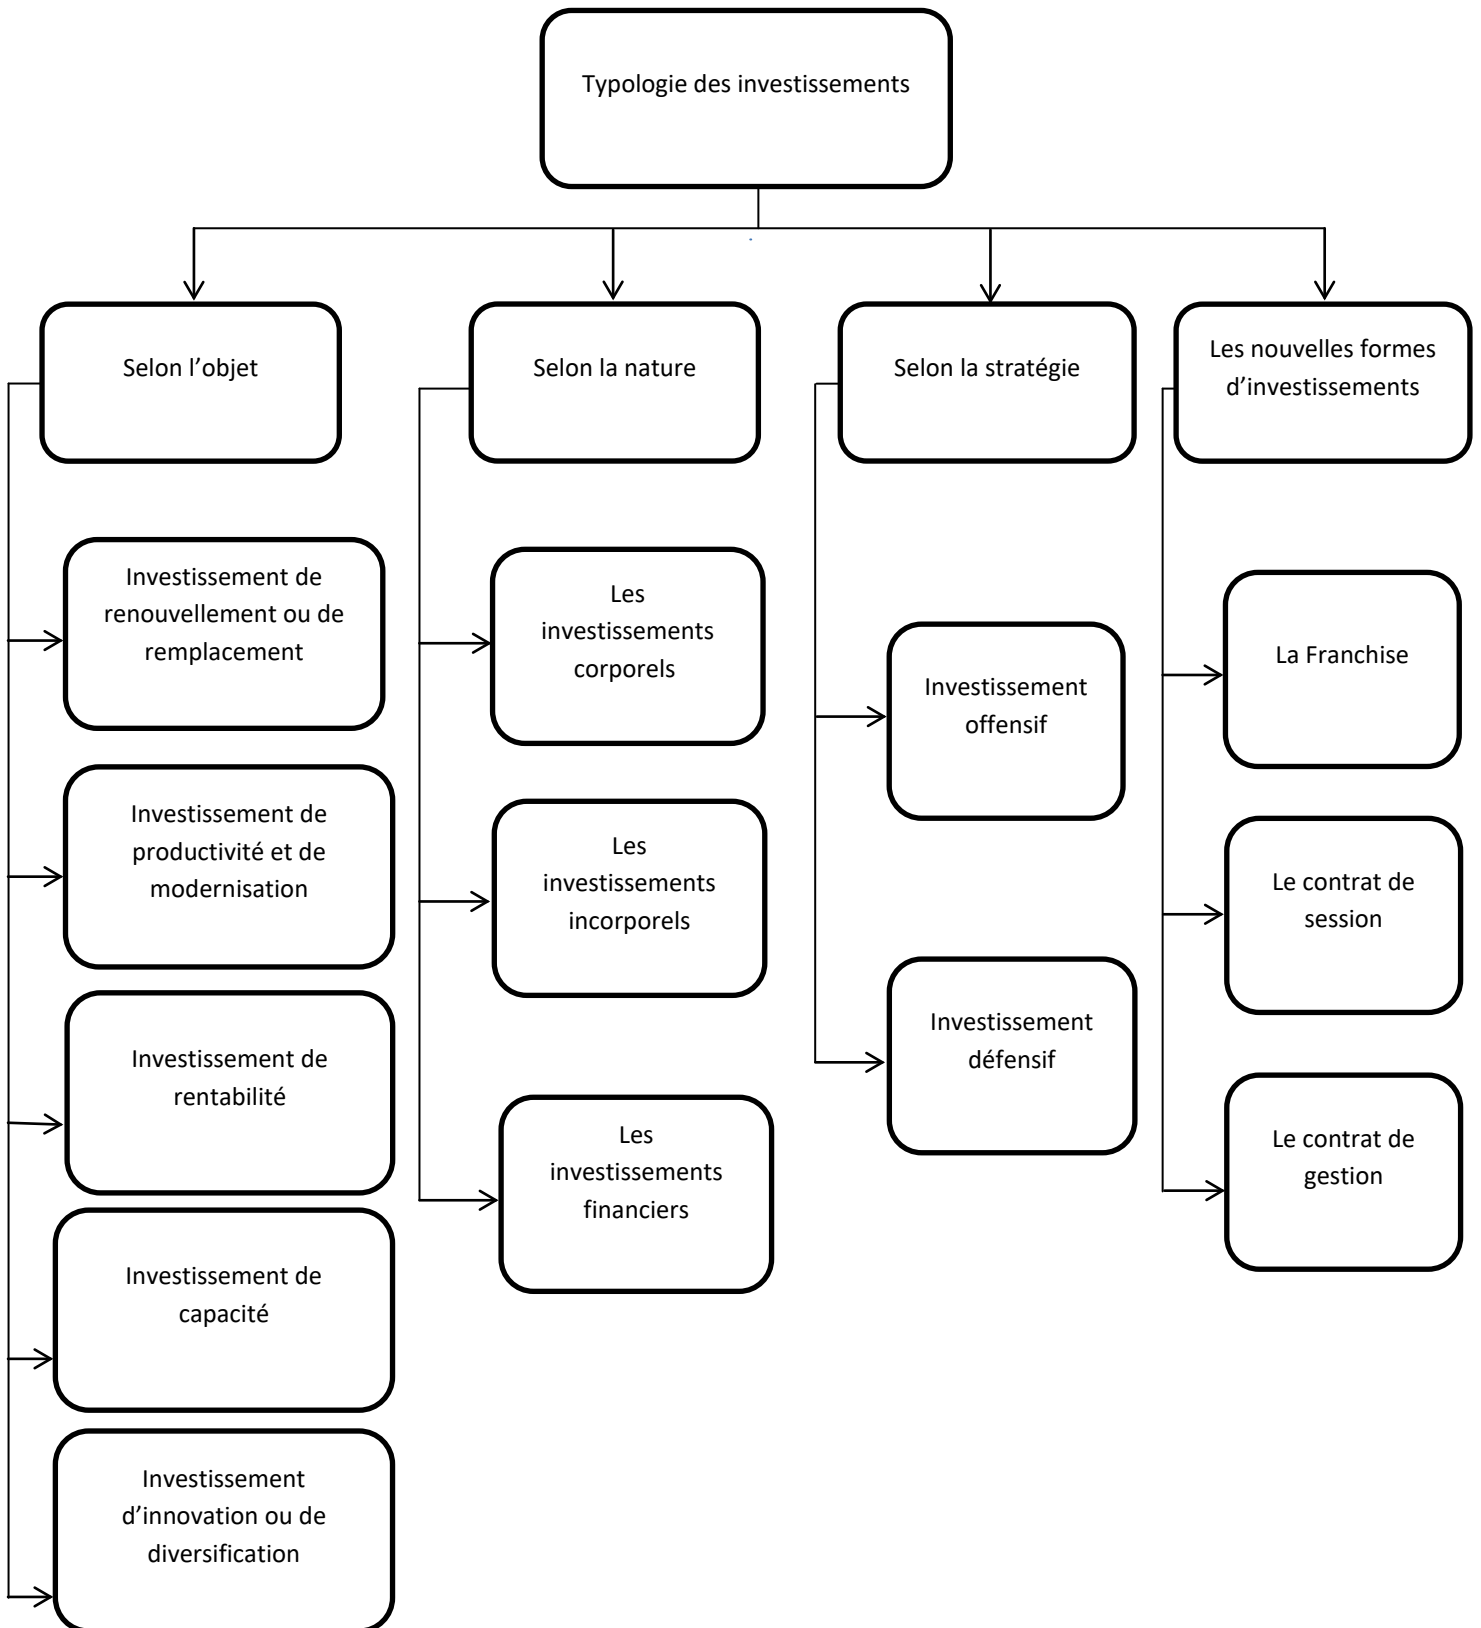 Typologie des investissements
Selon l’objet
Selon la nature
Selon la stratégie
Les nouvelles formes
d’investissements
Investissement de
renouvellement ou de
remplacement
Investissement de
productivité et de
modernisation
Investissement de
rentabilité
Investissement de
capacité
Investissement
d’innovation ou de
diversification
Les
investissements
corporels
Les
investissements
incorporels
Les
investissements
financiers
Investissement
offensif
Investissement
défensif
La Franchise
Le contrat de
session
Le contrat de
gestion